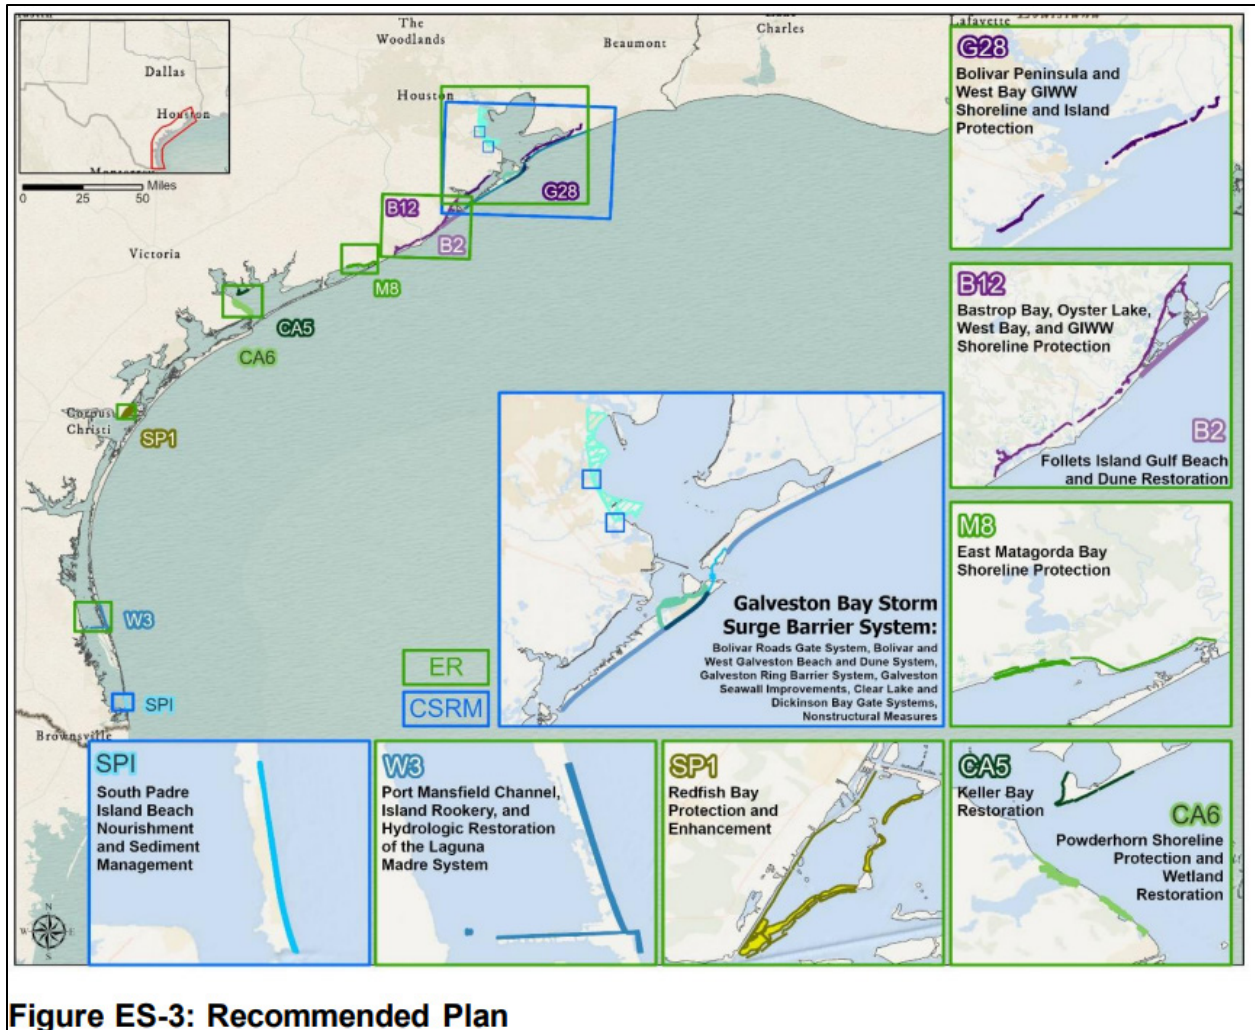 The
Woodlands
Beaumont
Charles
Lafayette
Houston
Dallas
Houston
Miles
0
25
50
Victoria
Corpus
Christi
Brownsville
G28
B12
B2
M8
CA5
CA6
SP1
W3
SPI
ER
CSRM
N
W
E
S
G28
Bolivar Peninsula and
West Bay GIWW
Shoreline and Island
Protection
B12
Bastrop Bay, Oyster Lake,
West Bay, and GIWW
Shoreline Protection
B2
Follets Island Gulf Beach
and Dune Restoration
M8
East Matagorda Bay
Shoreline Protection
Galveston Bay Storm
Surge Barrier System:
Bolivar Roads Gate System, Bolivar and
West Galveston Beach and Dune System,
Galveston Ring Barrier System, Galveston
Seawall Improvements, Clear Lake and
Dickinson Bay Gate Systems,
Nonstructural Measures
SPI
South Padre
Island Beach
Nourishment
and Sediment
Management
W3
Port Mansfield Channel,
Island Rookery, and
Hydrologic Restoration
of the Laguna
Madre System
SP1
Redfish Bay
Protection and
Enhancement
CA5
Keller Bay
Restoration
CA6
Powderhorn Shoreline
Protection and
Wetland
Restoration
Figure ES-3: Recommended Plan